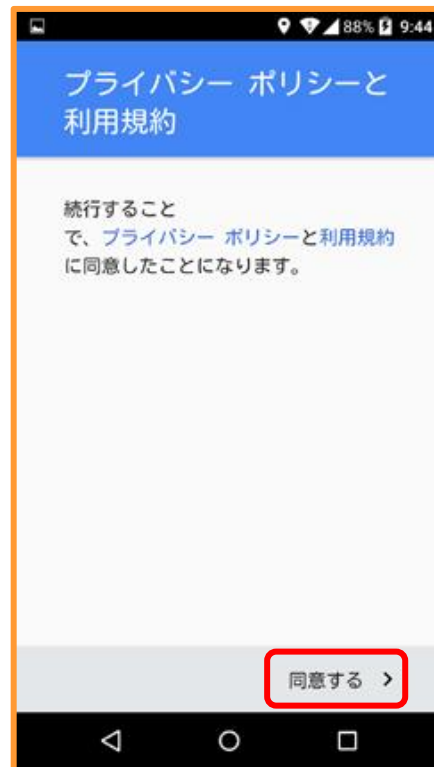 88% 9:44
プライバシー ポリシーと
利用規約
続行すること
で、プライバシー ポリシーと利用規約
に同意したことになります。
同意する